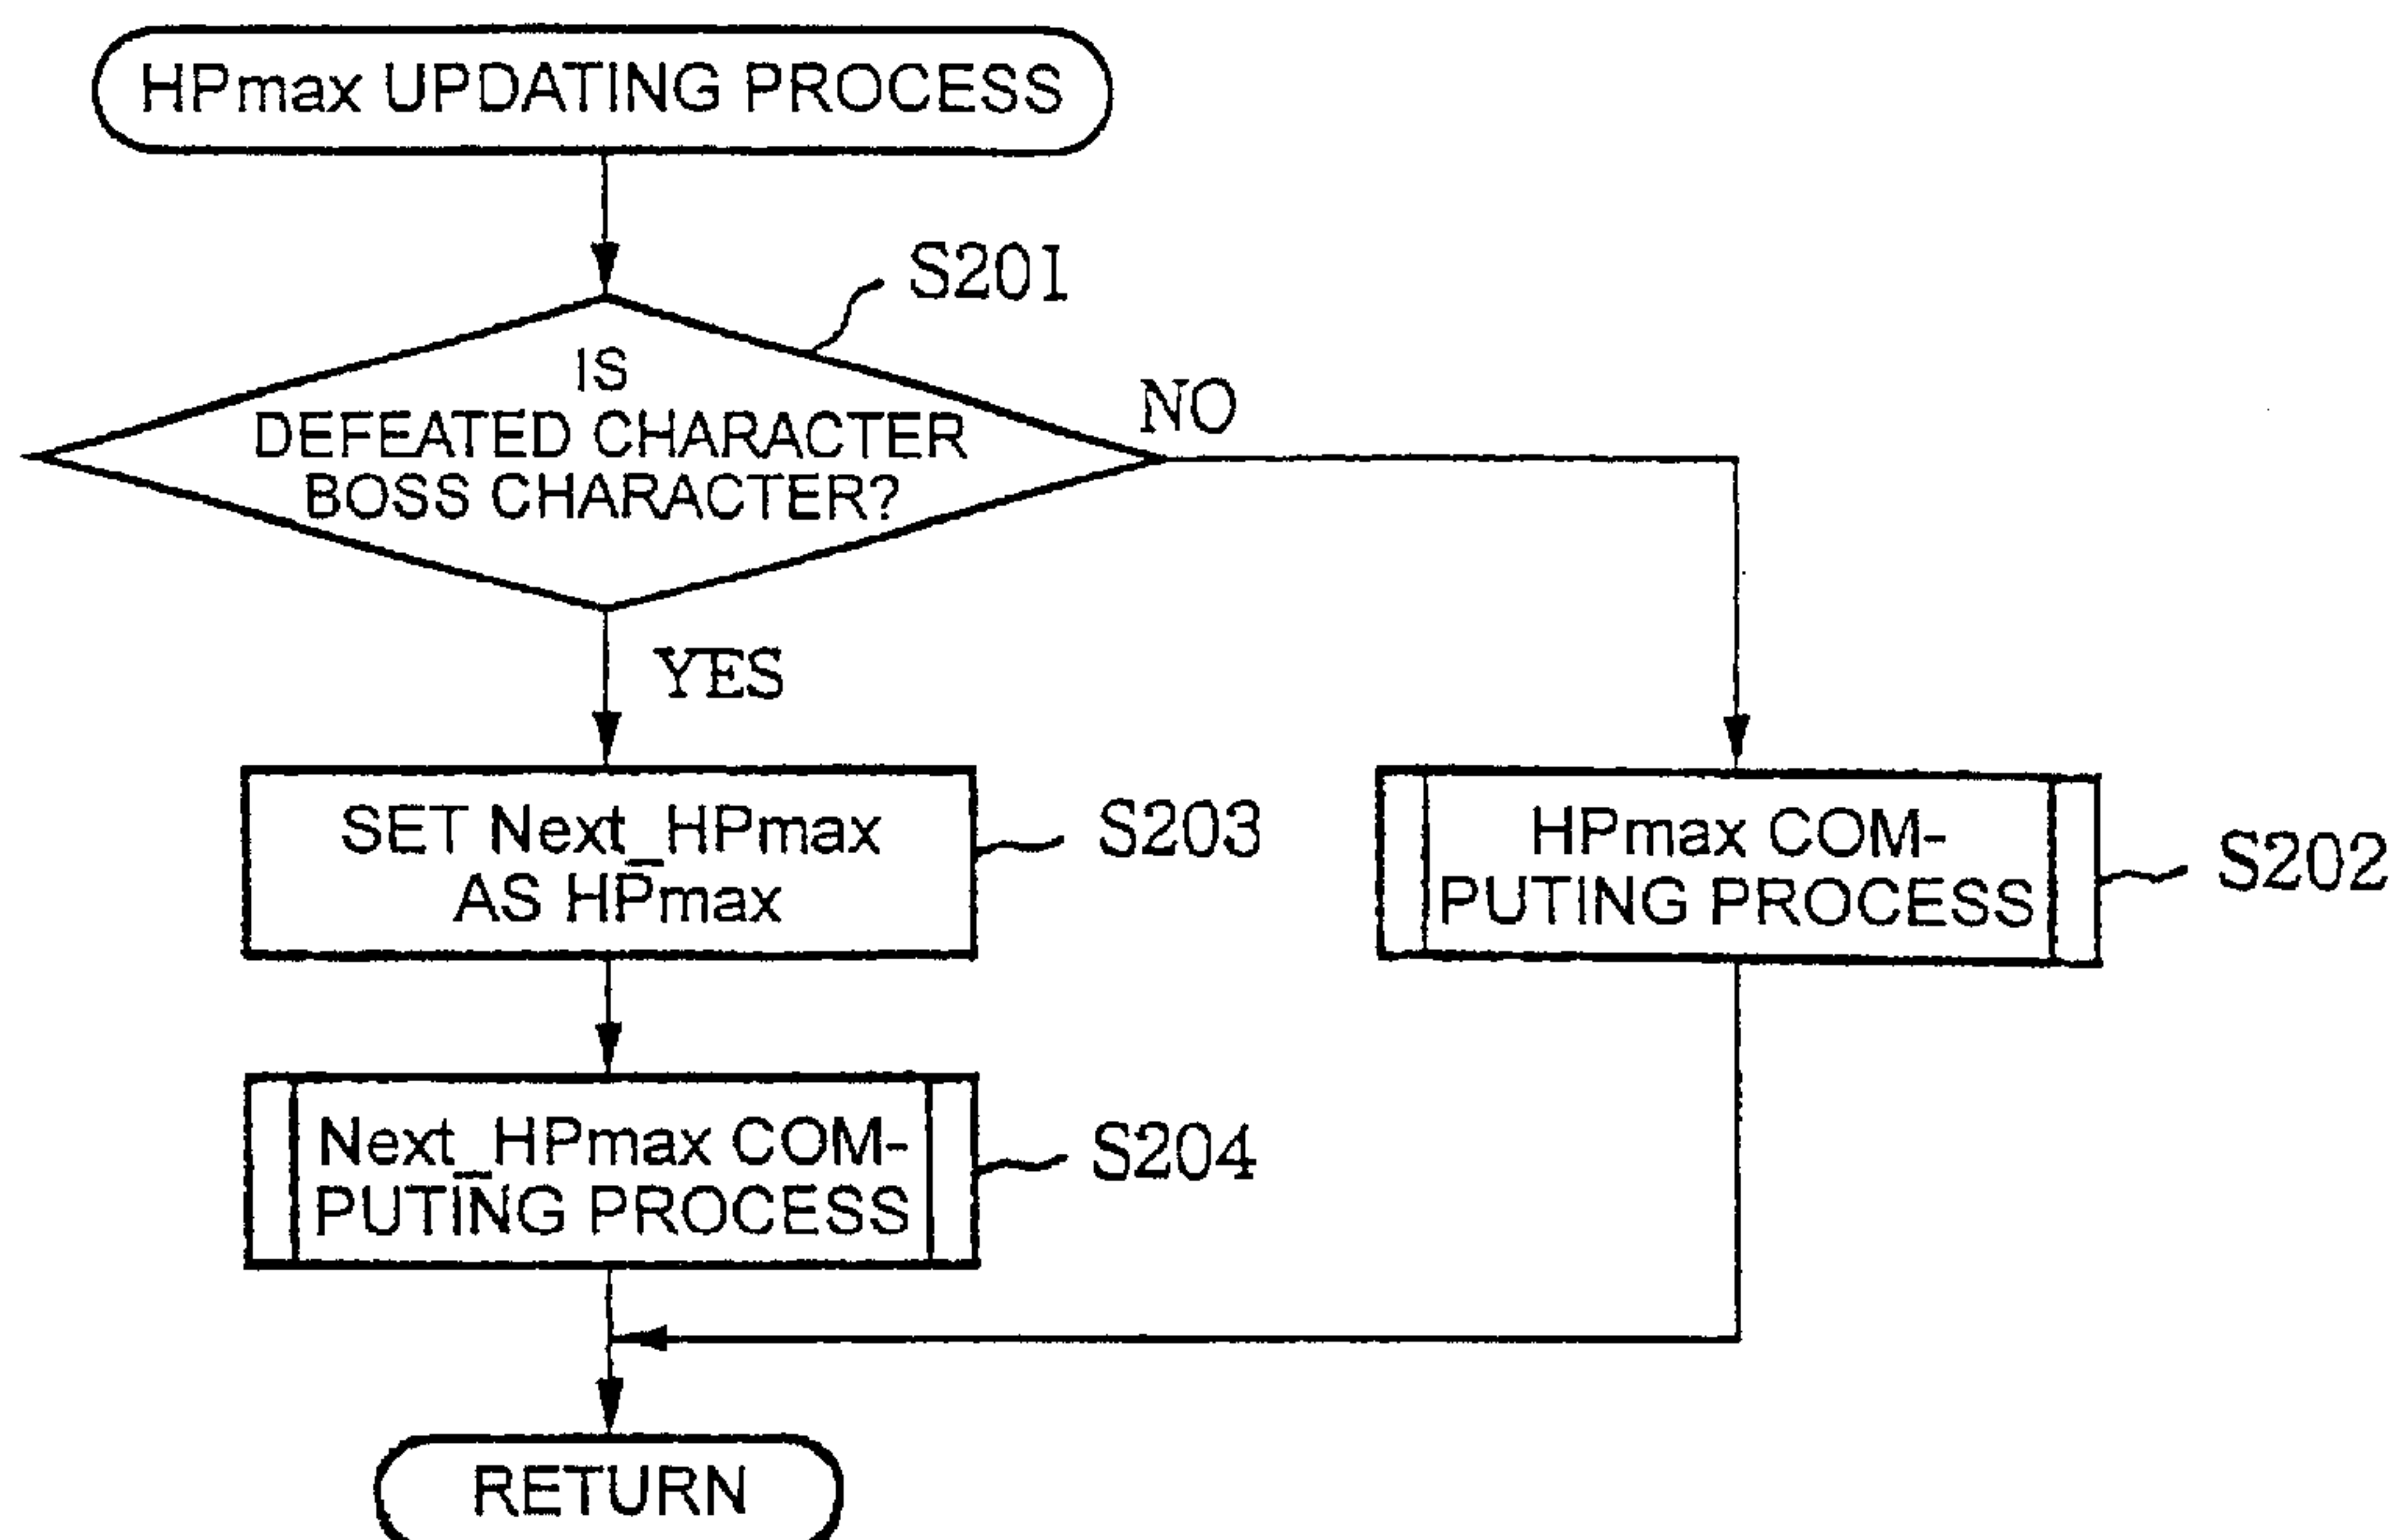 HPmax UPDATING PROCESS
S201
IS
DEFEATED CHARACTER
BOSS CHARACTER?
NO
YES
SET Next_HPmax
AS HPmax
S203
HPmax COM-
PUTING PROCESS
S202
Next_HPmax COM-
PUTING PROCESS
S204
RETURN